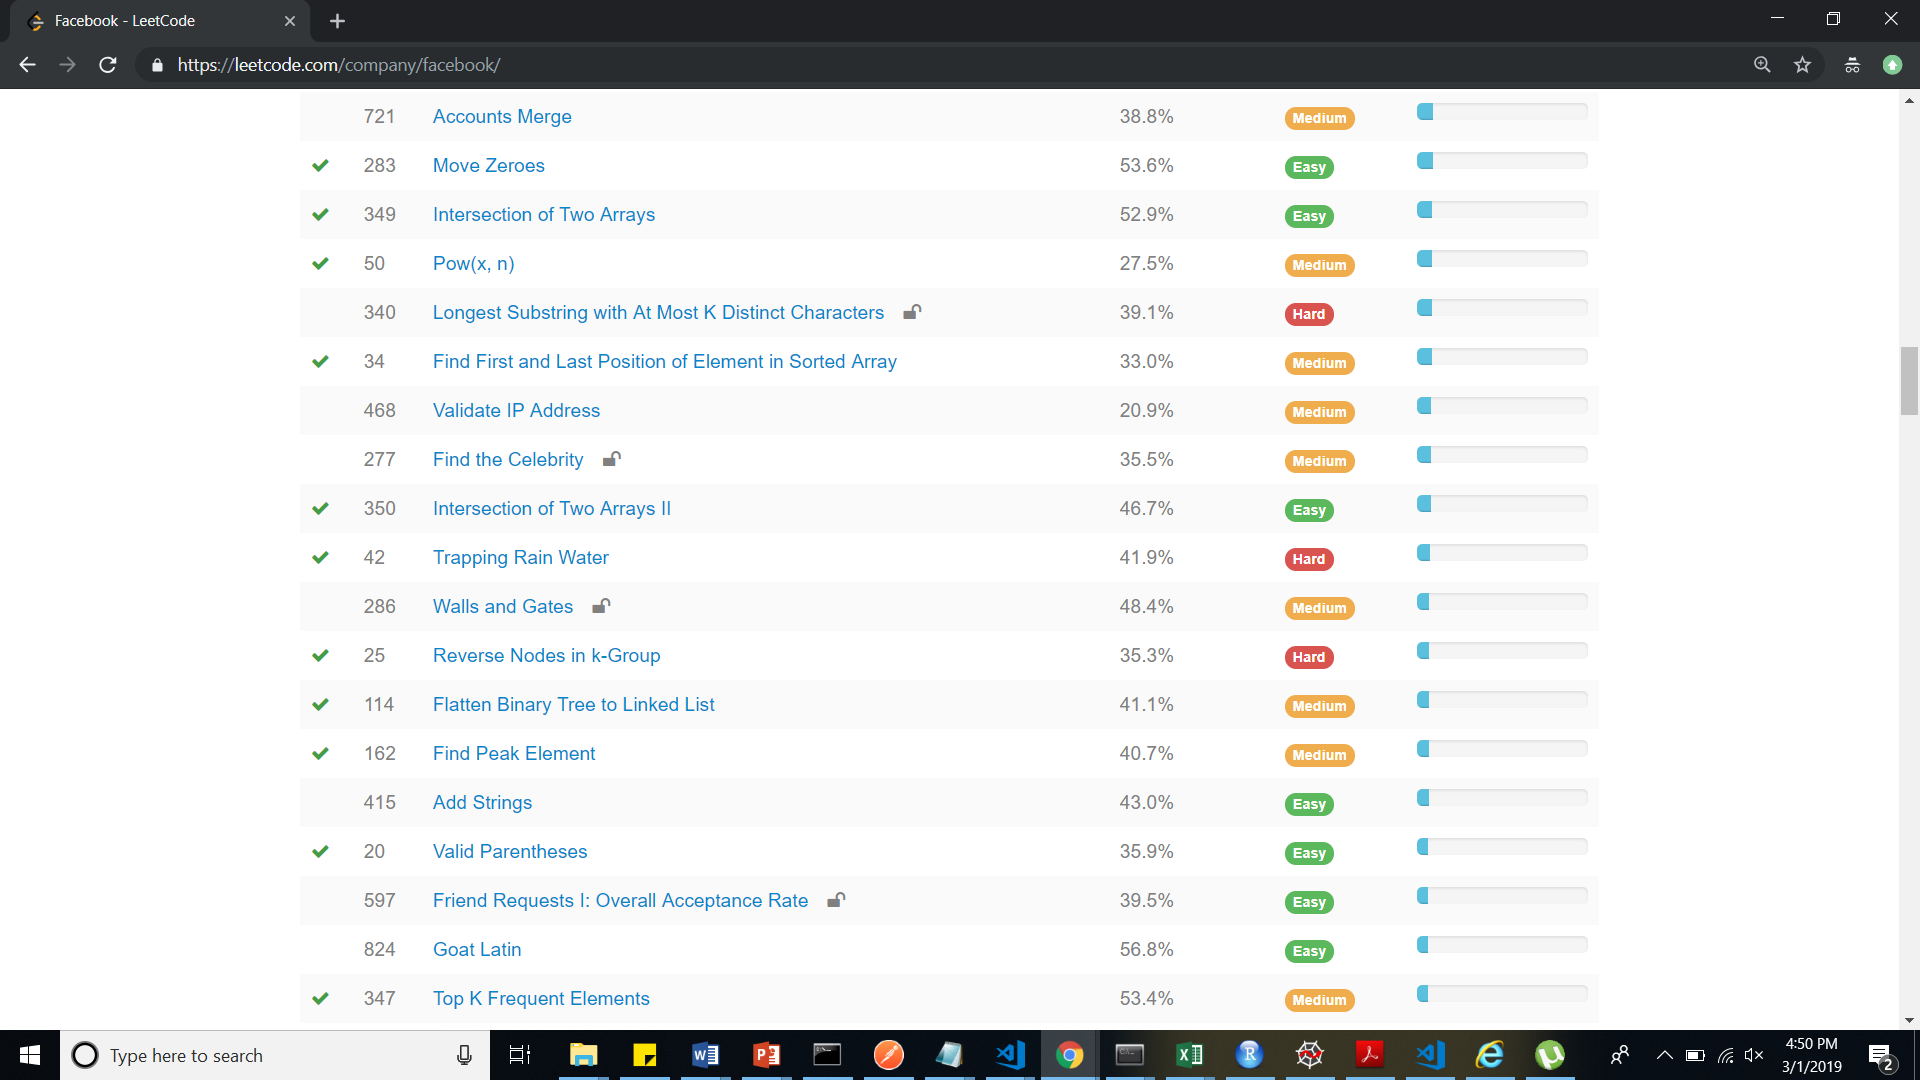 Facebook - LeetCode
https://leetcode.com/company/facebook/
721 Accounts Merge 38.8% Medium
283 Move Zeroes 53.6% Easy
349 Intersection of Two Arrays 52.9% Easy
50 Pow(x, n) 27.5% Medium
340 Longest Substring with At Most K Distinct Characters 39.1% Hard
34 Find First and Last Position of Element in Sorted Array 33.0% Medium
468 Validate IP Address 20.9% Medium
277 Find the Celebrity 35.5% Medium
350 Intersection of Two Arrays II 46.7% Easy
42 Trapping Rain Water 41.9% Hard
286 Walls and Gates 48.4% Medium
25 Reverse Nodes in k-Group 35.3% Hard
114 Flatten Binary Tree to Linked List 41.1% Medium
162 Find Peak Element 40.7% Medium
415 Add Strings 43.0% Easy
20 Valid Parentheses 35.9% Easy
597 Friend Requests I: Overall Acceptance Rate 39.5% Easy
824 Goat Latin 56.8% Easy
347 Top K Frequent Elements 53.4% Medium
Type here to search
4:50 PM
3/1/2019
2